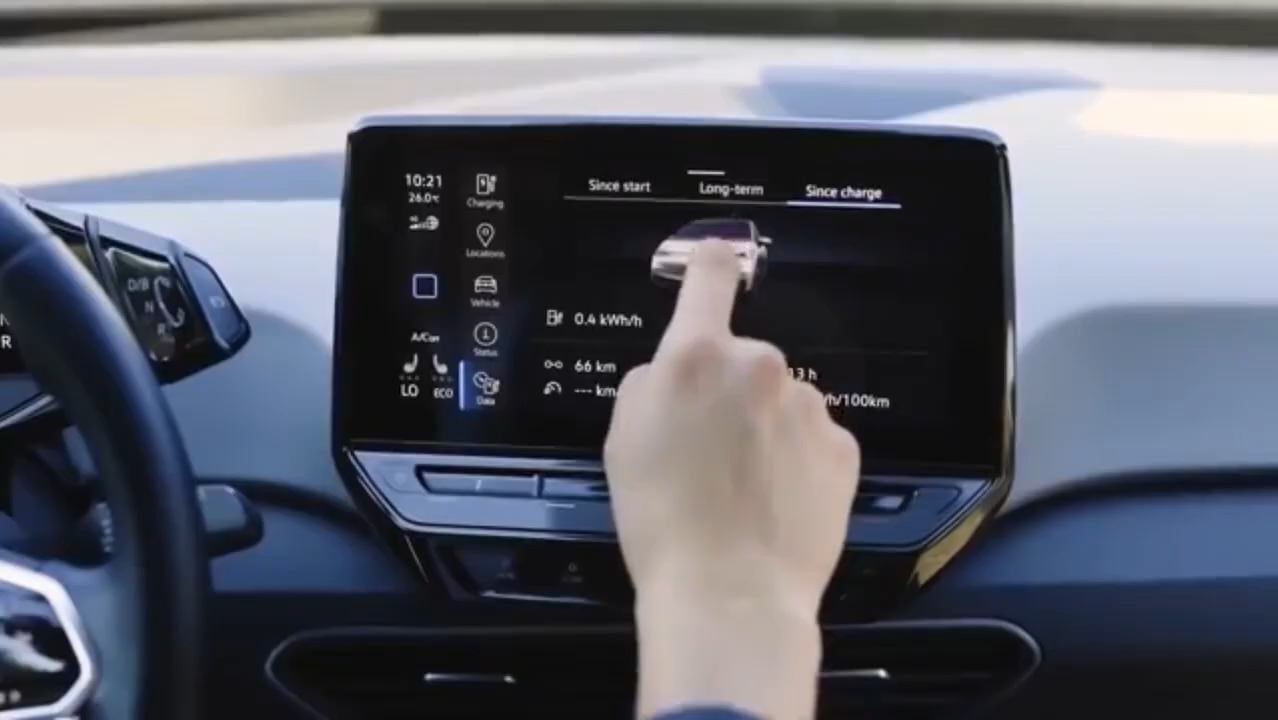 10:21
26.0°C
Charging
Locations
Vehicle
Status
Data
A/Con
LO
ECO
Since start
Long-term
Since charge
0.4 kWh/h
66 km
--- km
h
/100km
D/B
N
R
R